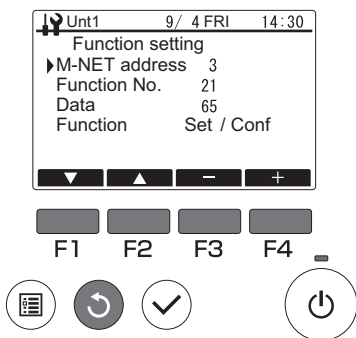 Unt1 9/ 4 FRI 14:30
Function setting
M-NET address 3
Function No. 21
Data 65
Function Set / Conf
▼ ▲ − +
F1 F2 F3 F4